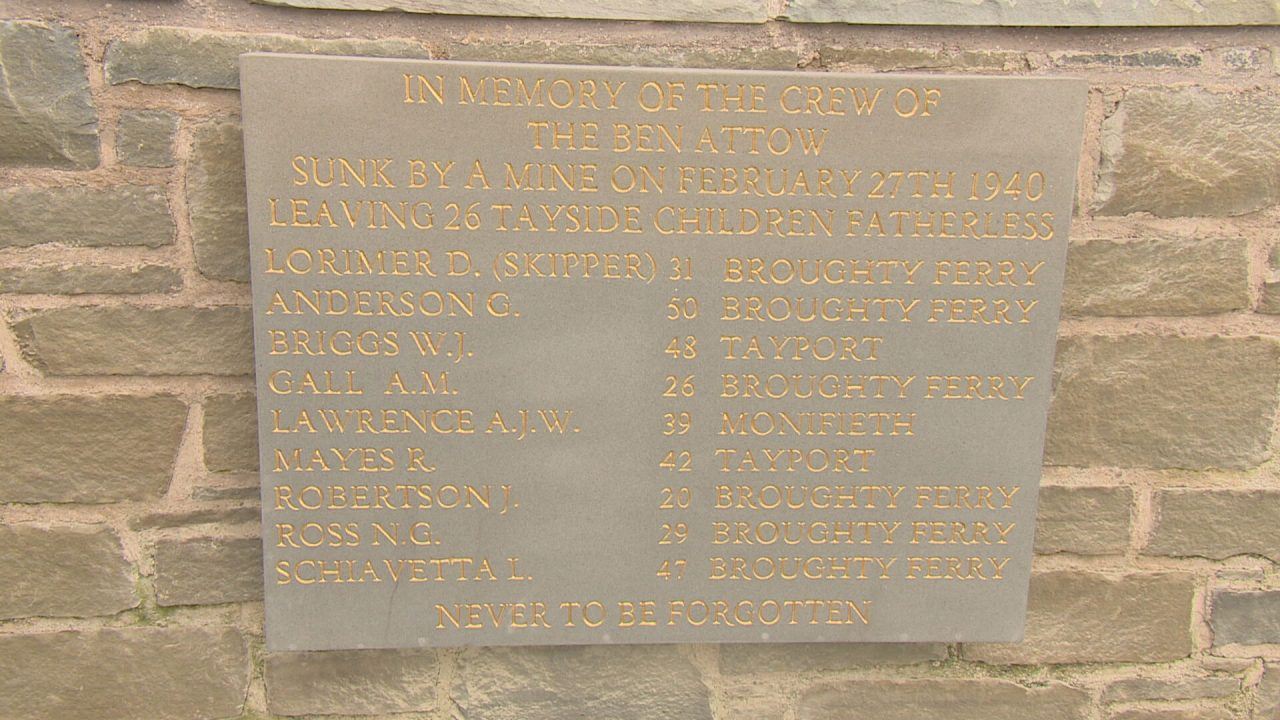 IN MEMORY OF THE CREW OF
THE BEN ATTOW
SUNK BY A MINE ON FEBRUARY 27TH 1940
LEAVING 26 TAYSIDE CHILDREN FATHERLESS
LORIMER D. (SKIPPER) 31 BROUGHTY FERRY
ANDERSON G. 50 BROUGHTY FERRY
BRIGGS W.J. 48 TAYPORT
GALL A.M. 26 BROUGHTY FERRY
LAWRENCE A.J.W. 39 MONIFIETH
MAYES R. 42 TAYPORT
ROBERTSON J. 20 BROUGHTY FERRY
ROSS N.G. 29 BROUGHTY FERRY
SCHIAVETTA L. 47 BROUGHTY FERRY
NEVER TO BE FORGOTTEN